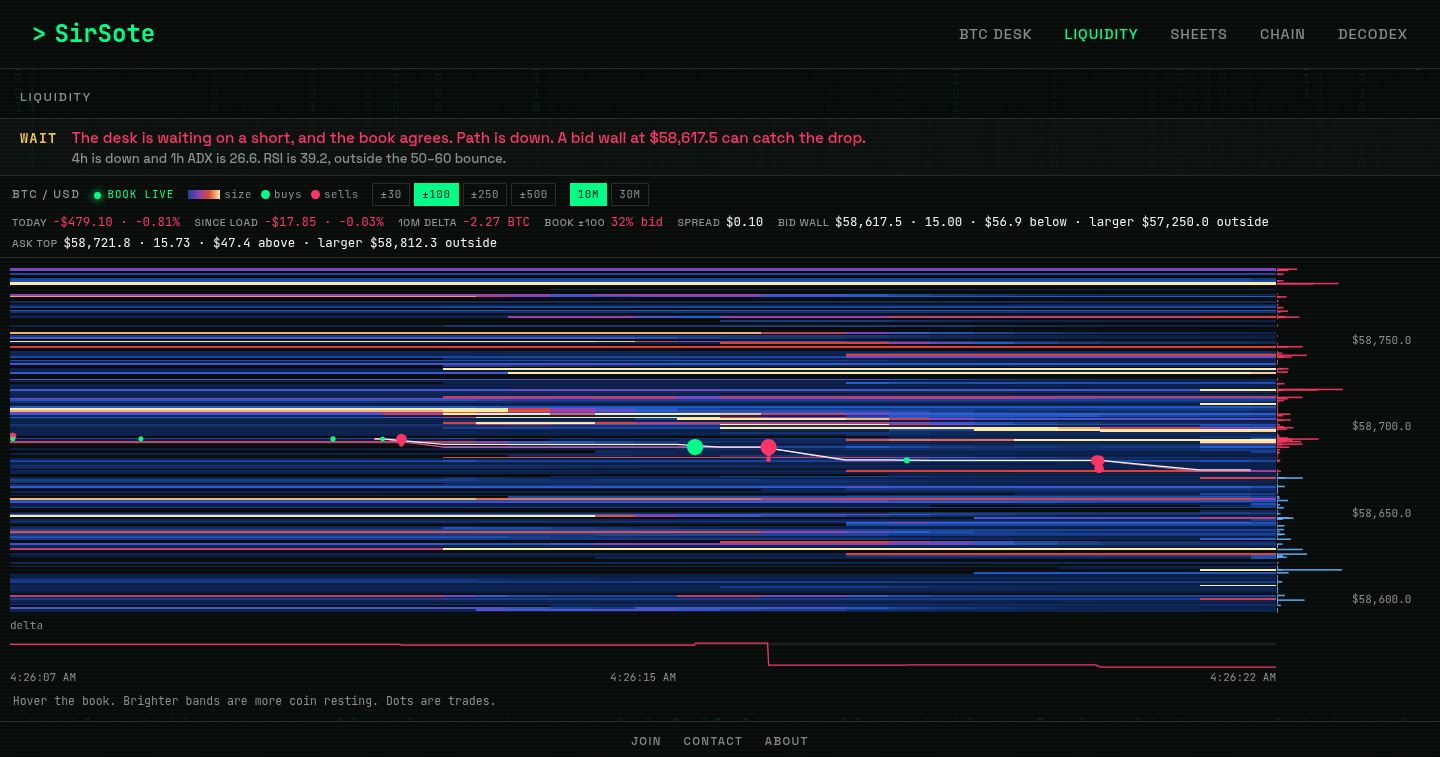 > SirSote
BTC DESK LIQUIDITY SHEETS CHAIN DECODEX
LIQUIDITY
WAIT The desk is waiting on a short, and the book agrees. Path is down. A bid wall at $58,617.5 can catch the drop.
4h is down and 1h ADX is 26.6. RSI is 39.2, outside the 50–60 bounce.
BTC / USD BOOK LIVE size buys sells ±30 ±100 ±250 ±500 10M 30M
TODAY -$479.10 · -0.81% SINCE LOAD -$17.85 · -0.03% 10M DELTA -2.27 BTC BOOK ±100 32% bid SPREAD $0.10 BID WALL $58,617.5 · 15.00 · $56.9 below · larger $57,250.0 outside
ASK TOP $58,721.8 · 15.73 · $47.4 above · larger $58,812.3 outside
$58,750.0
$58,700.0
$58,650.0
$58,600.0
delta
4:26:07 AM 4:26:15 AM 4:26:22 AM
Hover the book. Brighter bands are more coin resting. Dots are trades.
JOIN CONTACT ABOUT